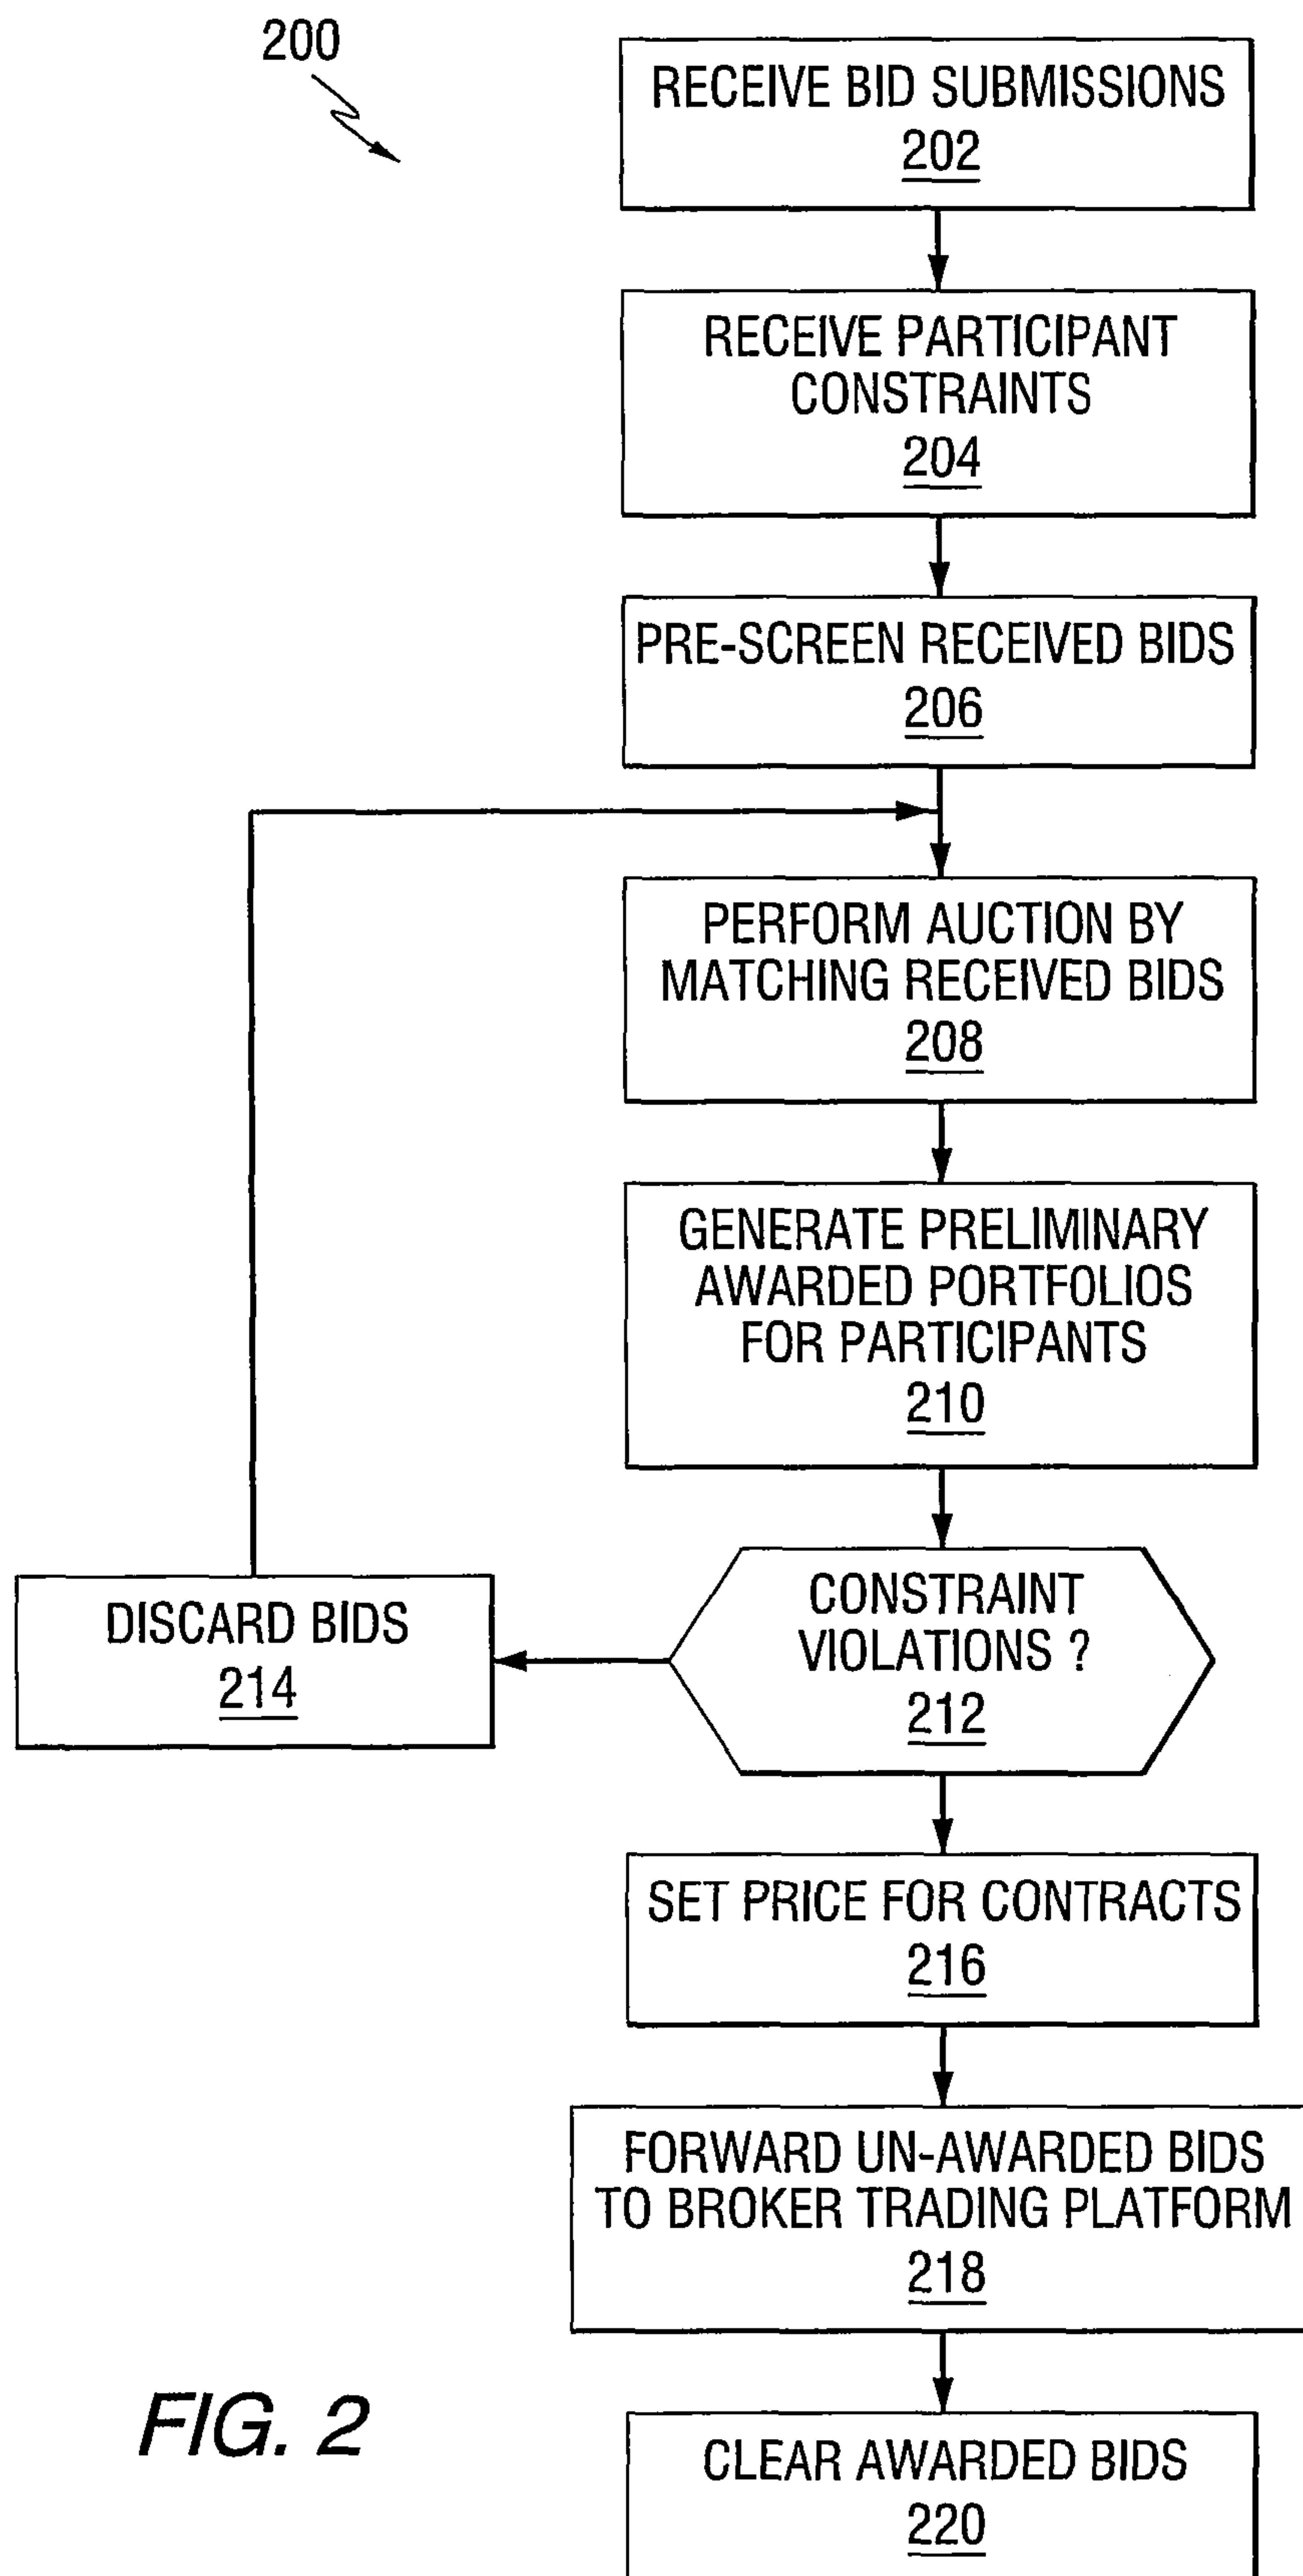 200
RECEIVE BID SUBMISSIONS
202
RECEIVE PARTICIPANT
CONSTRAINTS
204
PRE-SCREEN RECEIVED BIDS
206
PERFORM AUCTION BY
MATCHING RECEIVED BIDS
208
GENERATE PRELIMINARY
AWARDED PORTFOLIOS
FOR PARTICIPANTS
210
CONSTRAINT
VIOLATIONS ?
212
DISCARD BIDS
214
SET PRICE FOR CONTRACTS
216
FORWARD UN-AWARDED BIDS
TO BROKER TRADING PLATFORM
218
CLEAR AWARDED BIDS
220
FIG. 2